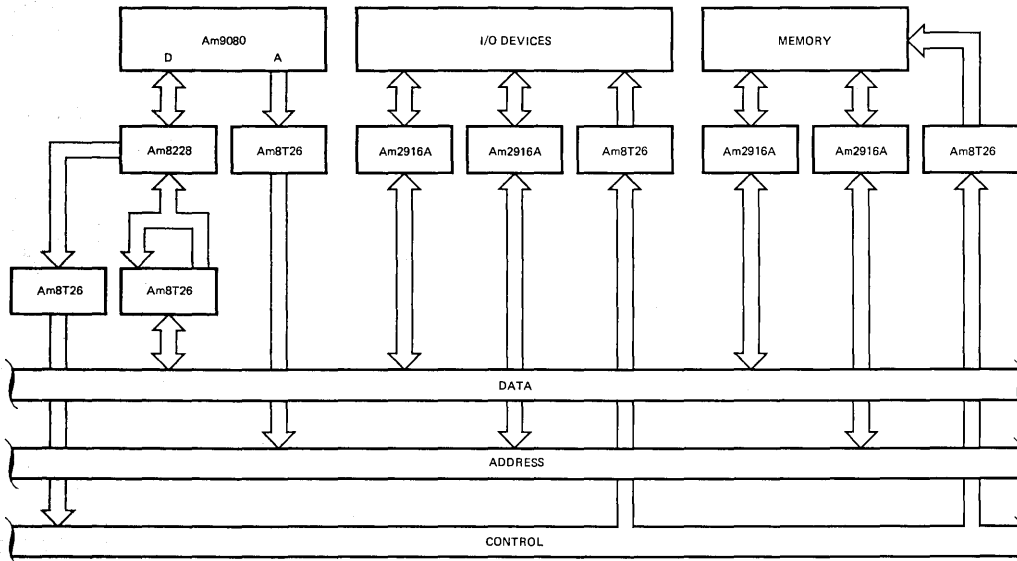 Am9080
D A
I/O DEVICES
MEMORY
Am8228
Am8T26
Am2916A
Am2916A
Am8T26
Am2916A
Am2916A
Am8T26
Am8T26
Am8T26
DATA
ADDRESS
CONTROL